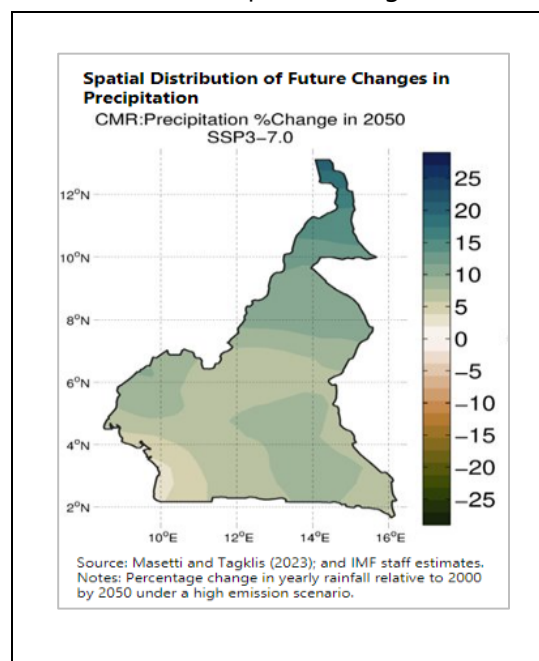 Spatial Distribution of Future Changes in
Precipitation
CMR:Precipitation %Change in 2050
SSP3-7.0
12°N
10°N
8°N
6°N
4°N
2°N
10°E
12°E
14°E
16°E
25
20
15
10
5
0
−5
−10
−15
−20
−25
Source: Masetti and Tagklis (2023); and IMF staff estimates.
Notes: Percentage change in yearly rainfall relative to 2000
by 2050 under a high emission scenario.